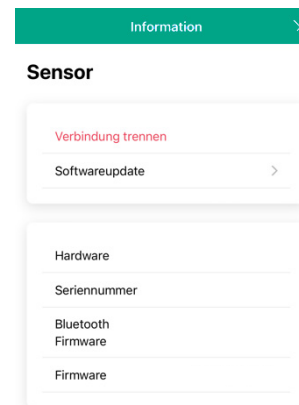 Information
Sensor
Verbindung trennen
Softwareupdate
Hardware
Seriennummer
Bluetooth
Firmware
Firmware